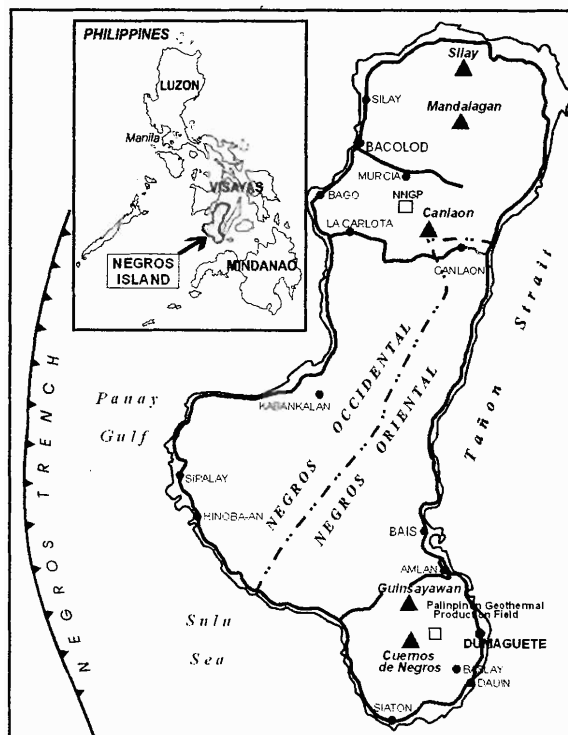 PHILIPPINES
LUZON
Manila
VISAYAS
NEGROS
ISLAND
MINDANAO
Silay
SILAY
Mandalagan
BACOLOD
MURCIA
NNGP
BAGO
Canlaon
LA CARLOTA
CANLAON
Tañon Strait
NEGROS TRENCH
Panay
Gulf
KABANKALAN
NEGROS OCCIDENTAL
NEGROS ORIENTAL
SIPALAY
HINOBA-AN
BAIS
AMLAN
Guinsayawan
Palinpinon Geothermal
Production Field
Sulu
Sea
DUMAGUETE
Cuernos
de Negros
BASLAY
DAUIN
SIATON